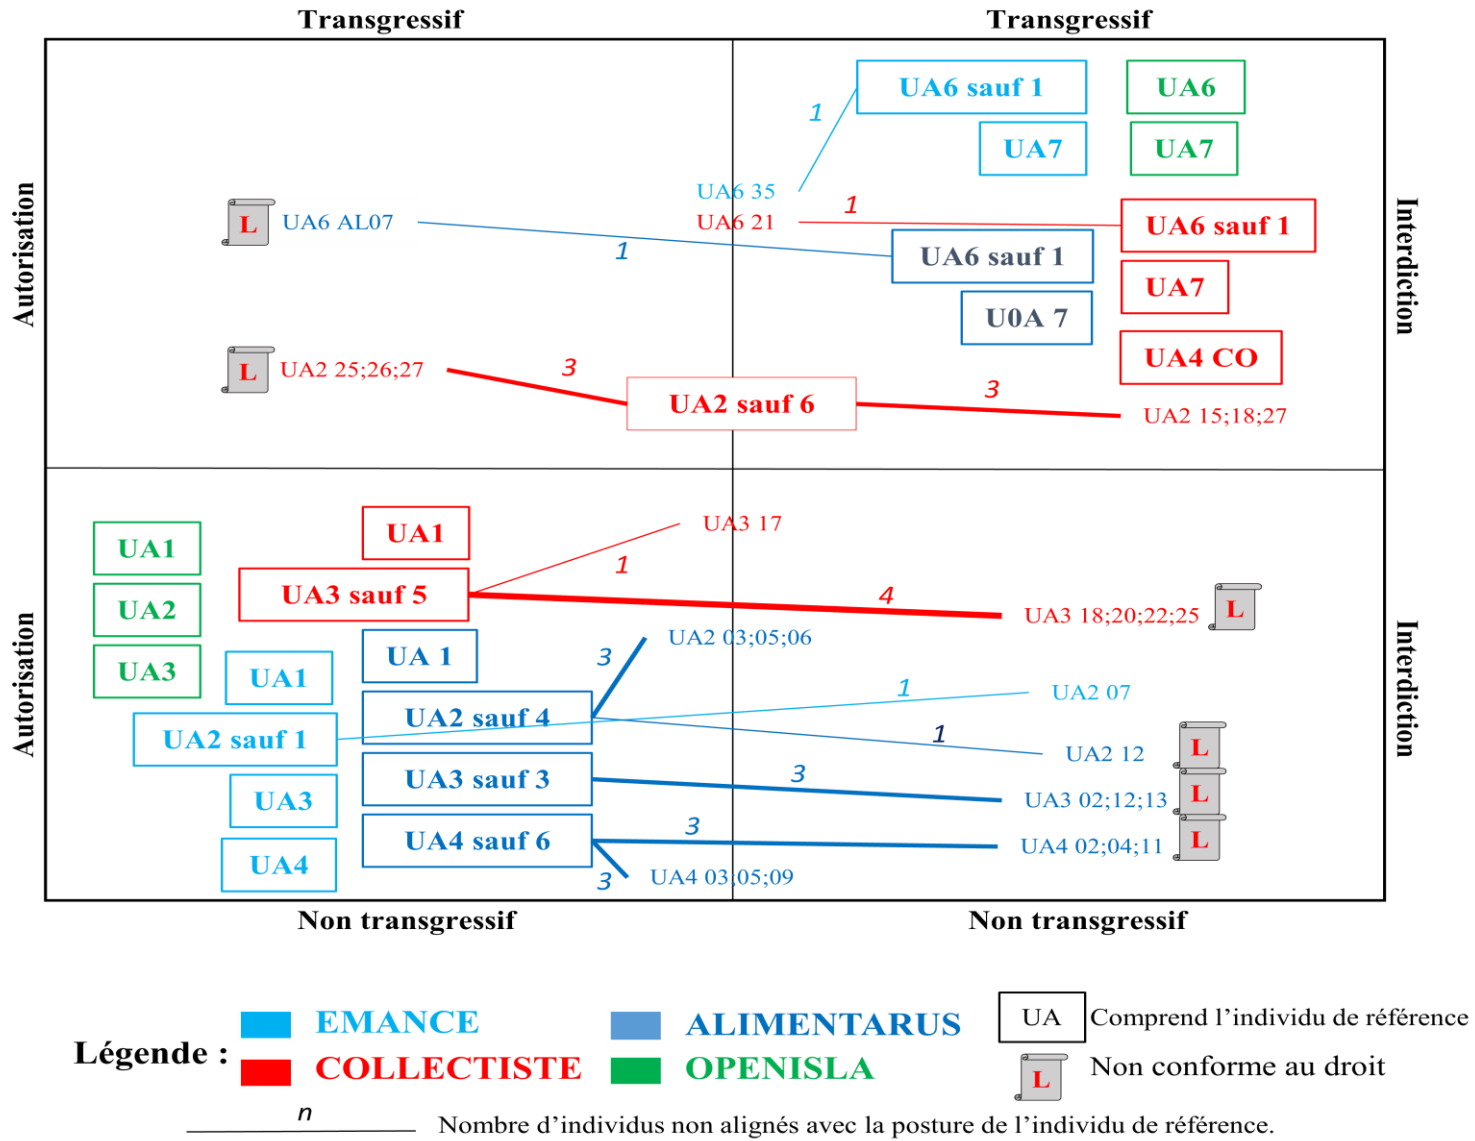 Transgressif
Transgressif
Autorisation
Interdiction
UA6 sauf 1
UA6
1
UA7
UA7
UA6 35
L
UA6 AL07
UA6 21
1
UA6 sauf 1
1
UA6 sauf 1
UA7
U0A 7
UA4 CO
L
UA2 25;26;27
3
UA2 sauf 6
3
UA2 15;18;27
Autorisation
Interdiction
UA1
UA1
UA3 17
1
UA3 sauf 5
4
UA3 18;20;22;25
L
UA2
UA 1
3
UA2 03;05;06
UA3
UA1
1
UA2 07
UA2 sauf 4
UA2 sauf 1
1
UA2 12
L
UA3 sauf 3
3
UA3 02;12;13
L
UA3
UA4 sauf 6
3
UA4 02;04;11
L
UA4
3
UA4 03;05;09
Non transgressif
Non transgressif
Légende :
EMANCE
ALIMENTARUS
UA
Comprend l’individu de référence
COLLECTISTE
OPENISLA
L
Non conforme au droit
n
Nombre d’individus non alignés avec la posture de l’individu de référence.